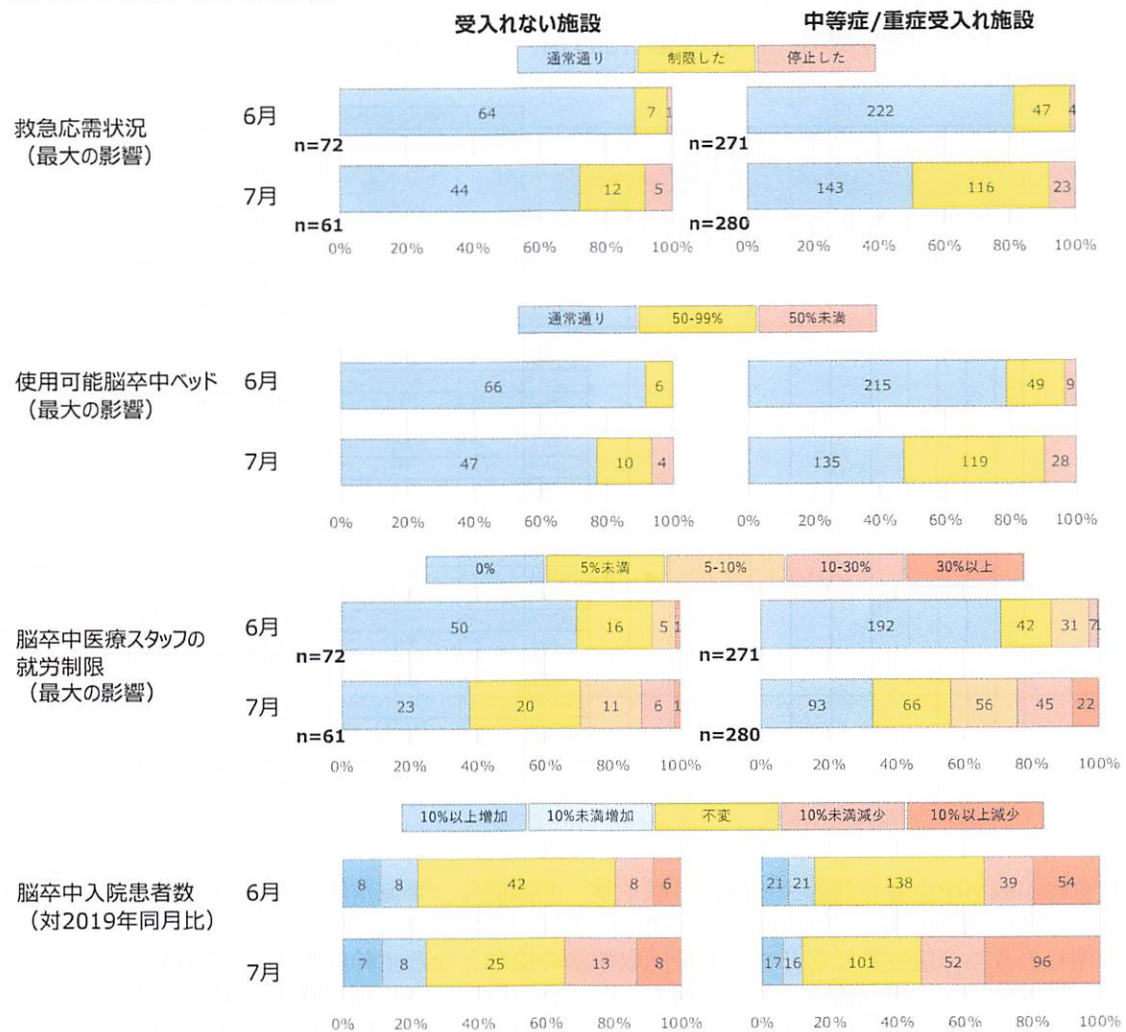 受入れない施設 中等症/重症受入れ施設
通常通り 制限した 停止した
救急応需状況
（最大の影響）
6月 64 7 1 222 47 4
n=72 n=271
7月 44 12 5 143 116 23
n=61 n=280
0% 20% 40% 60% 80% 100% 0% 20% 40% 60% 80% 100%
通常通り 50-99% 50%未満
使用可能脳卒中ベッド
（最大の影響）
6月 66 6 215 49 9
7月 47 10 4 135 119 28
0% 20% 40% 60% 80% 100% 0% 20% 40% 60% 80% 100%
0% 5%未満 5-10% 10-30% 30%以上
脳卒中医療スタッフの
就労制限
（最大の影響）
6月 50 16 5 1 192 42 31 7 1
n=72 n=271
7月 23 20 11 6 1 93 66 56 45 22
n=61 n=280
0% 20% 40% 60% 80% 100% 0% 20% 40% 60% 80% 100%
10%以上増加 10%未満増加 不変 10%未満減少 10%以上減少
脳卒中入院患者数
（対2019年同月比）
6月 8 8 42 8 6 21 21 138 39 54
7月 7 8 25 13 8 17 16 101 52 96
0% 20% 40% 60% 80% 100% 0% 20% 40% 60% 80% 100%